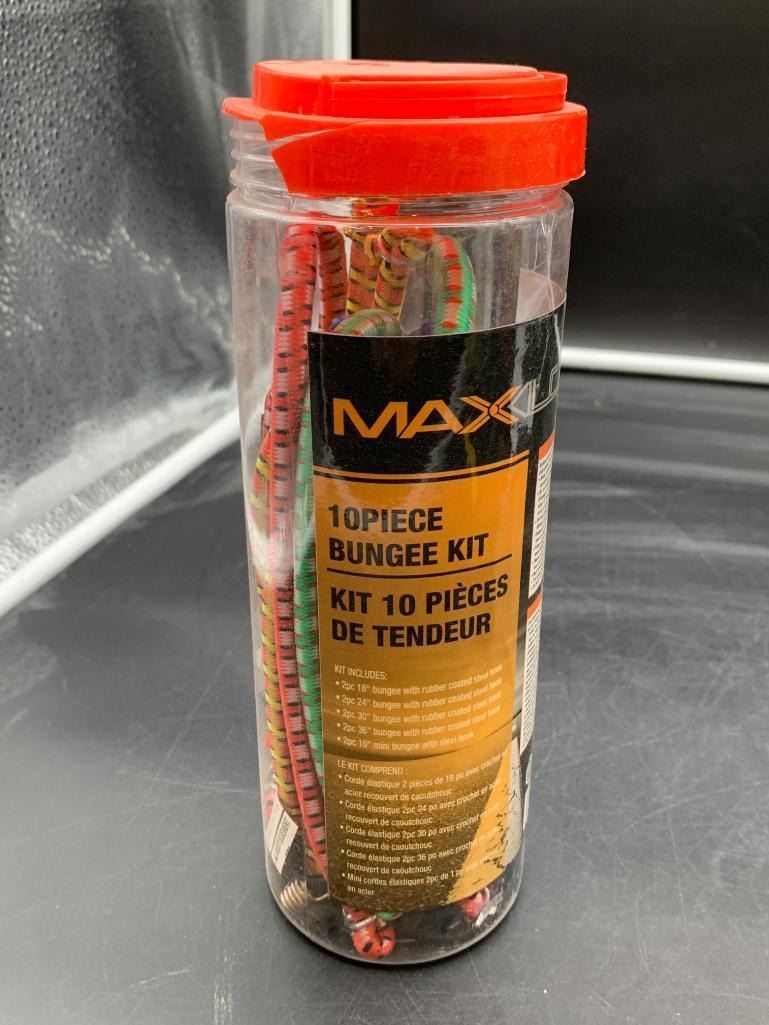 MAXLO
10PIECE
BUNGEE KIT
KIT 10 PIÈCES
DE TENDEUR
KIT INCLUDES:
• 2pc 18" bungee with rubber coated steel hook
• 2pc 24" bungee with rubber coated steel hook
• 2pc 30" bungee with rubber coated steel hook
• 2pc 36" bungee with rubber coated steel hook
• 2pc 10" mini bungee with steel hook
LE KIT COMPREND :
• Corde élastique 2 pièces de 18 po avec crochet
acier recouvert de caoutchouc
• Corde élastique 2pc 24 po avec crochet en acier
recouvert de caoutchouc
• Corde élastique 2pc 30 po avec crochet en
recouvert de caoutchouc
• Corde élastique 2pc 36 po avec crochet
recouvert de caoutchouc
• Mini cordes élastiques 2pc de 1
en acier